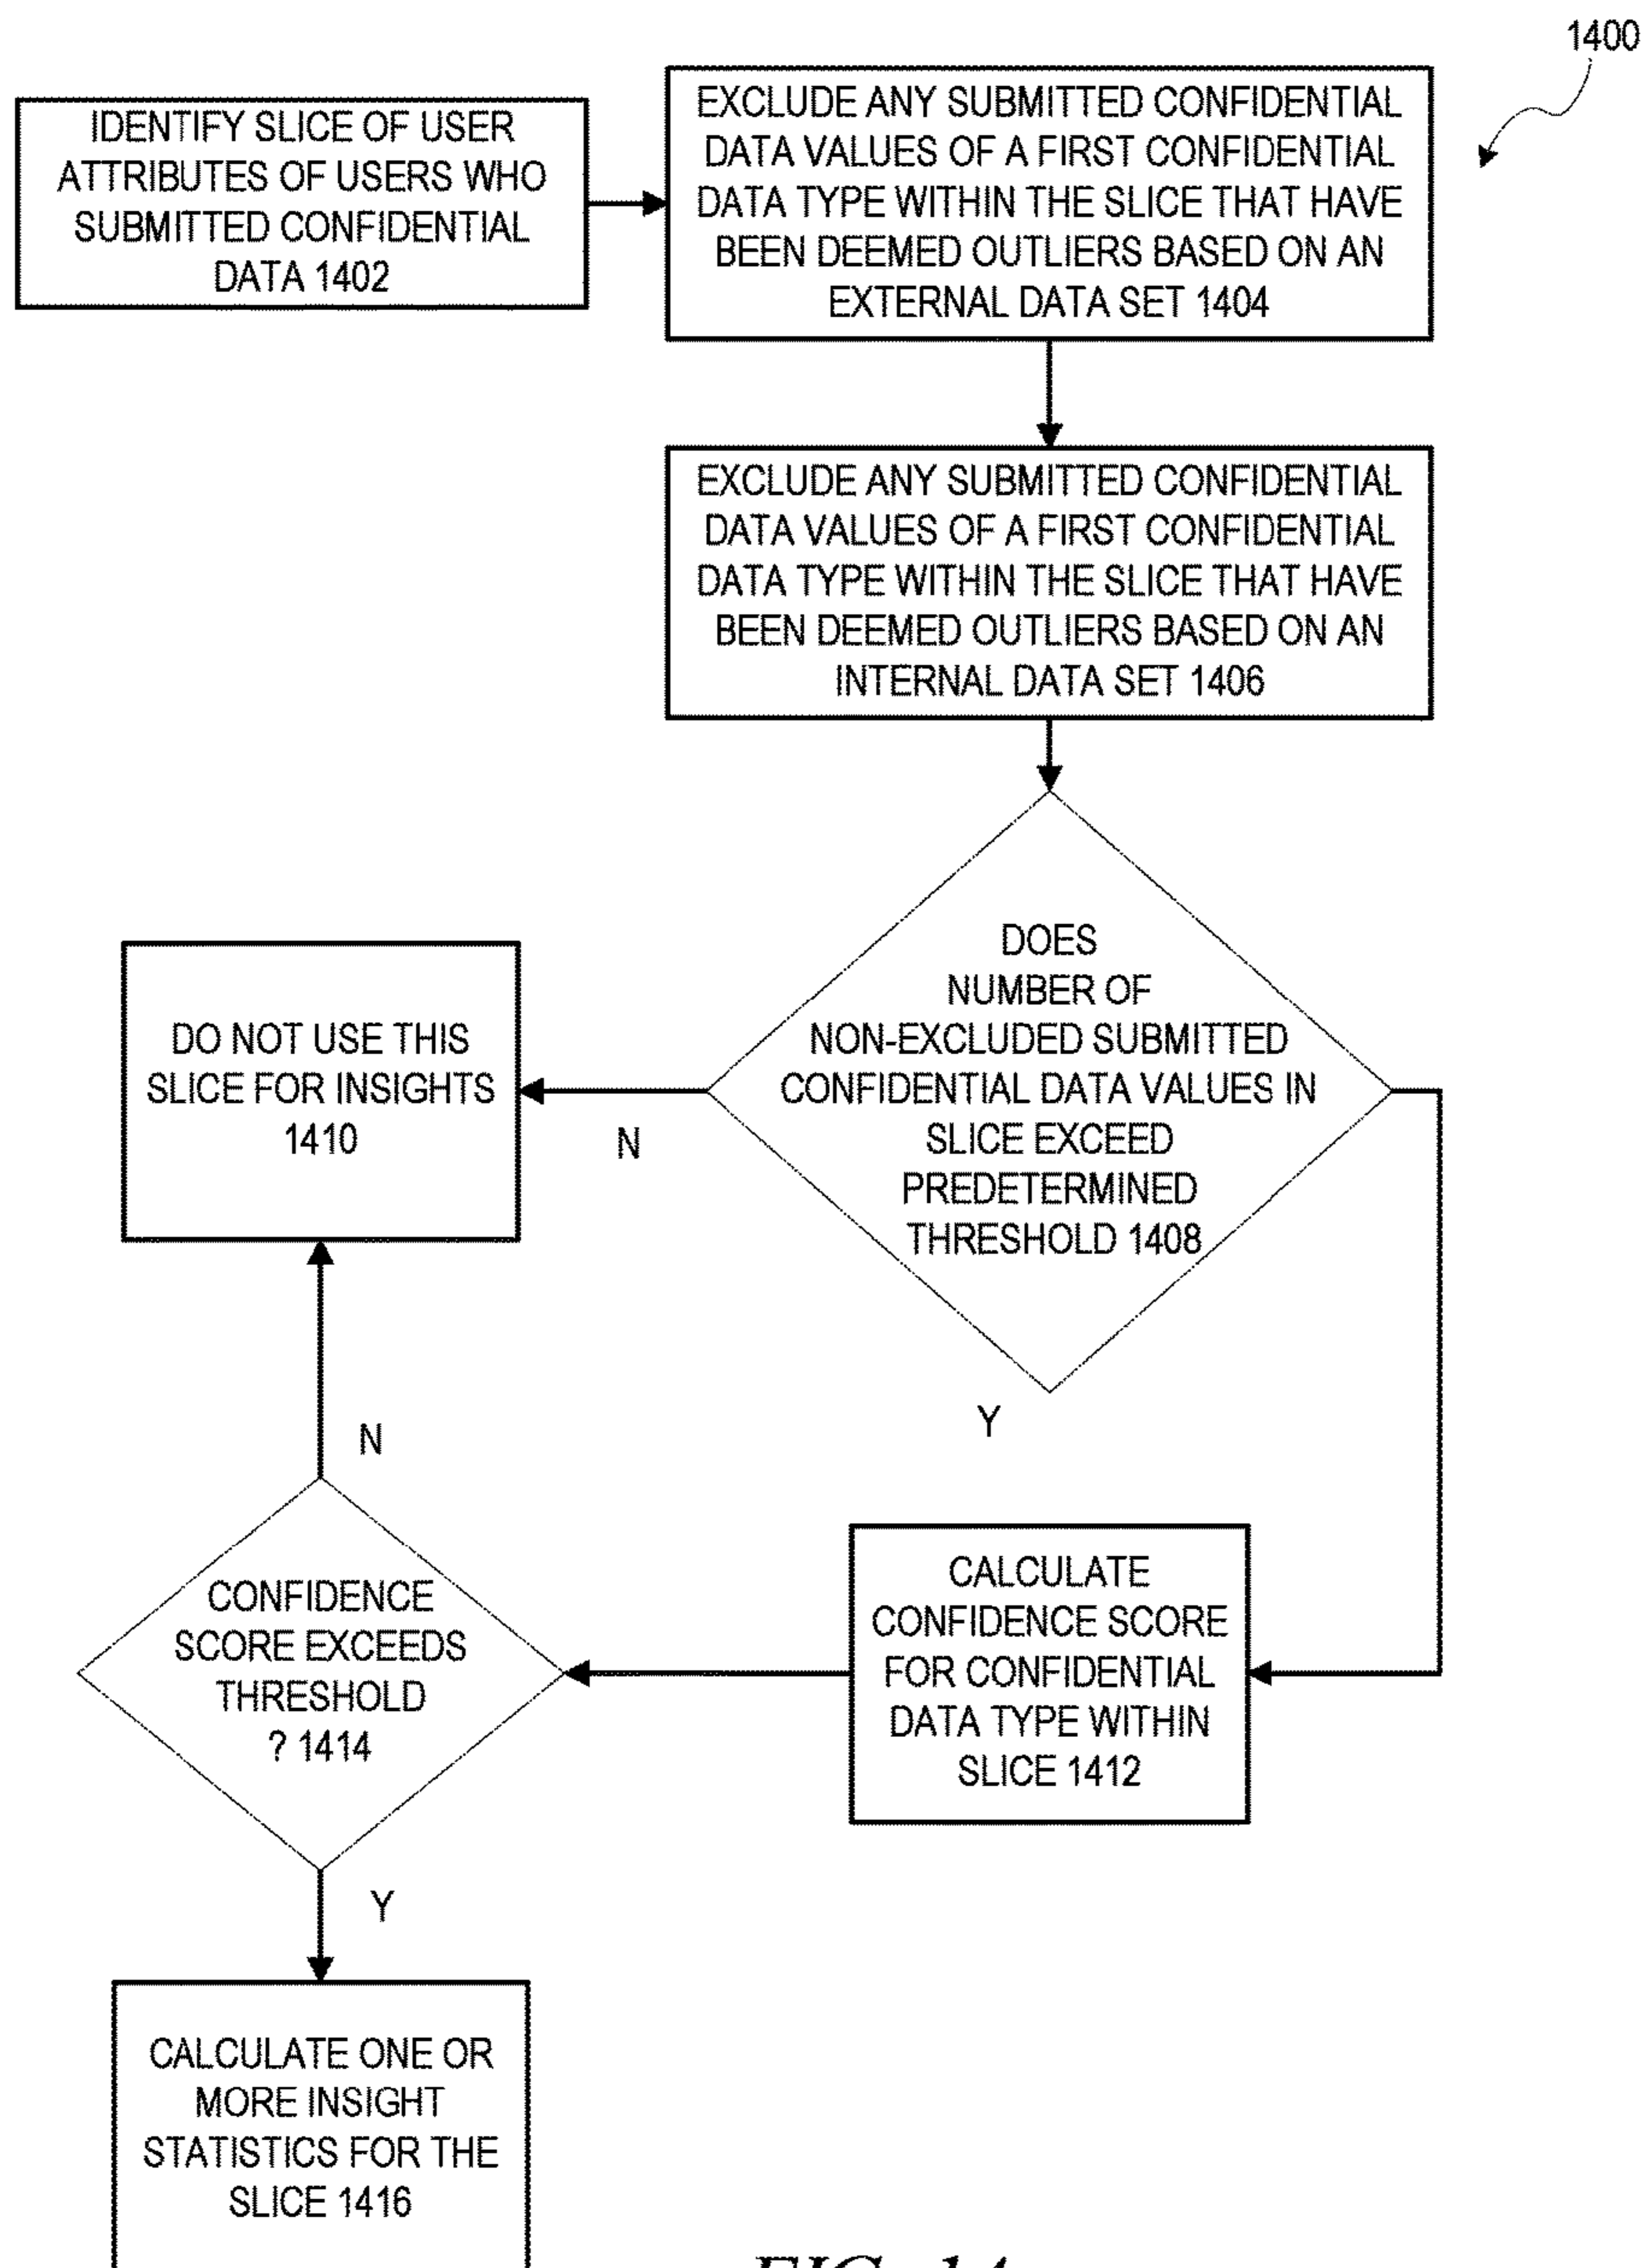 1400
IDENTIFY SLICE OF USER
ATTRIBUTES OF USERS WHO
SUBMITTED CONFIDENTIAL
DATA 1402
EXCLUDE ANY SUBMITTED CONFIDENTIAL
DATA VALUES OF A FIRST CONFIDENTIAL
DATA TYPE WITHIN THE SLICE THAT HAVE
BEEN DEEMED OUTLIERS BASED ON AN
EXTERNAL DATA SET 1404
EXCLUDE ANY SUBMITTED CONFIDENTIAL
DATA VALUES OF A FIRST CONFIDENTIAL
DATA TYPE WITHIN THE SLICE THAT HAVE
BEEN DEEMED OUTLIERS BASED ON AN
INTERNAL DATA SET 1406
DOES
NUMBER OF
NON-EXCLUDED SUBMITTED
CONFIDENTIAL DATA VALUES IN
SLICE EXCEED
PREDETERMINED
THRESHOLD 1408
N
Y
DO NOT USE THIS
SLICE FOR INSIGHTS
1410
CALCULATE
CONFIDENCE SCORE
FOR CONFIDENTIAL
DATA TYPE WITHIN
SLICE 1412
N
CONFIDENCE
SCORE EXCEEDS
THRESHOLD
? 1414
Y
CALCULATE ONE OR
MORE INSIGHT
STATISTICS FOR THE
SLICE 1416